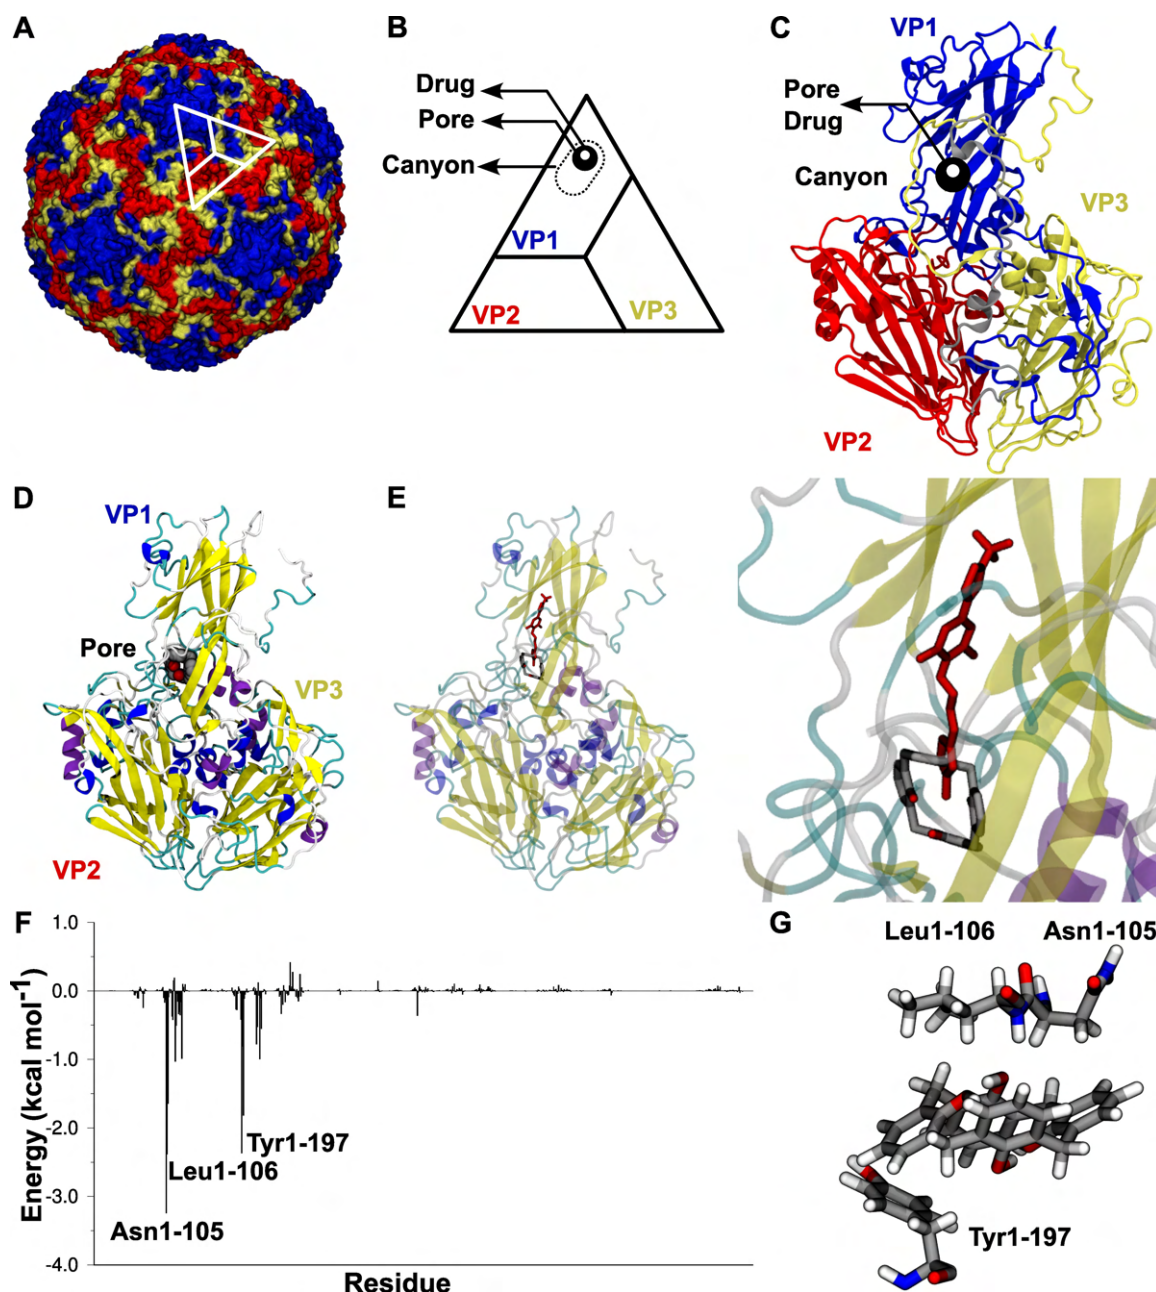 A
B
Drug
Pore
Canyon
VP1
VP2
VP3
C
VP1
Pore
Drug
Canyon
VP3
VP2
D
VP1
Pore
VP3
VP2
E
F
1.0
0.0
-1.0
-2.0
-3.0
-4.0
Energy (kcal mol-1)
Tyr1-197
Leu1-106
Asn1-105
Residue
G
Leu1-106
Asn1-105
Tyr1-197